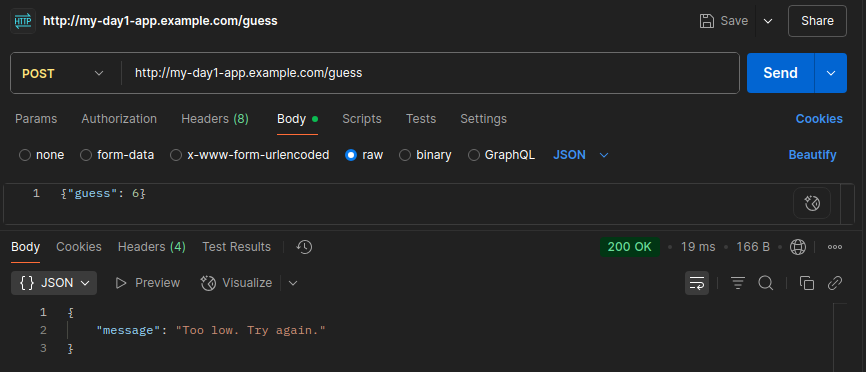 HTTP http://my-day1-app.example.com/guess Save Share
POST http://my-day1-app.example.com/guess Send
Params Authorization Headers (8) Body Scripts Tests Settings Cookies
none form-data x-www-form-urlencoded raw binary GraphQL JSON Beautify
1 {"guess": 6}
Body Cookies Headers (4) Test Results 200 OK • 19 ms • 166 B
{} JSON Preview Visualize
1 {
2 "message": "Too low. Try again."
3 }